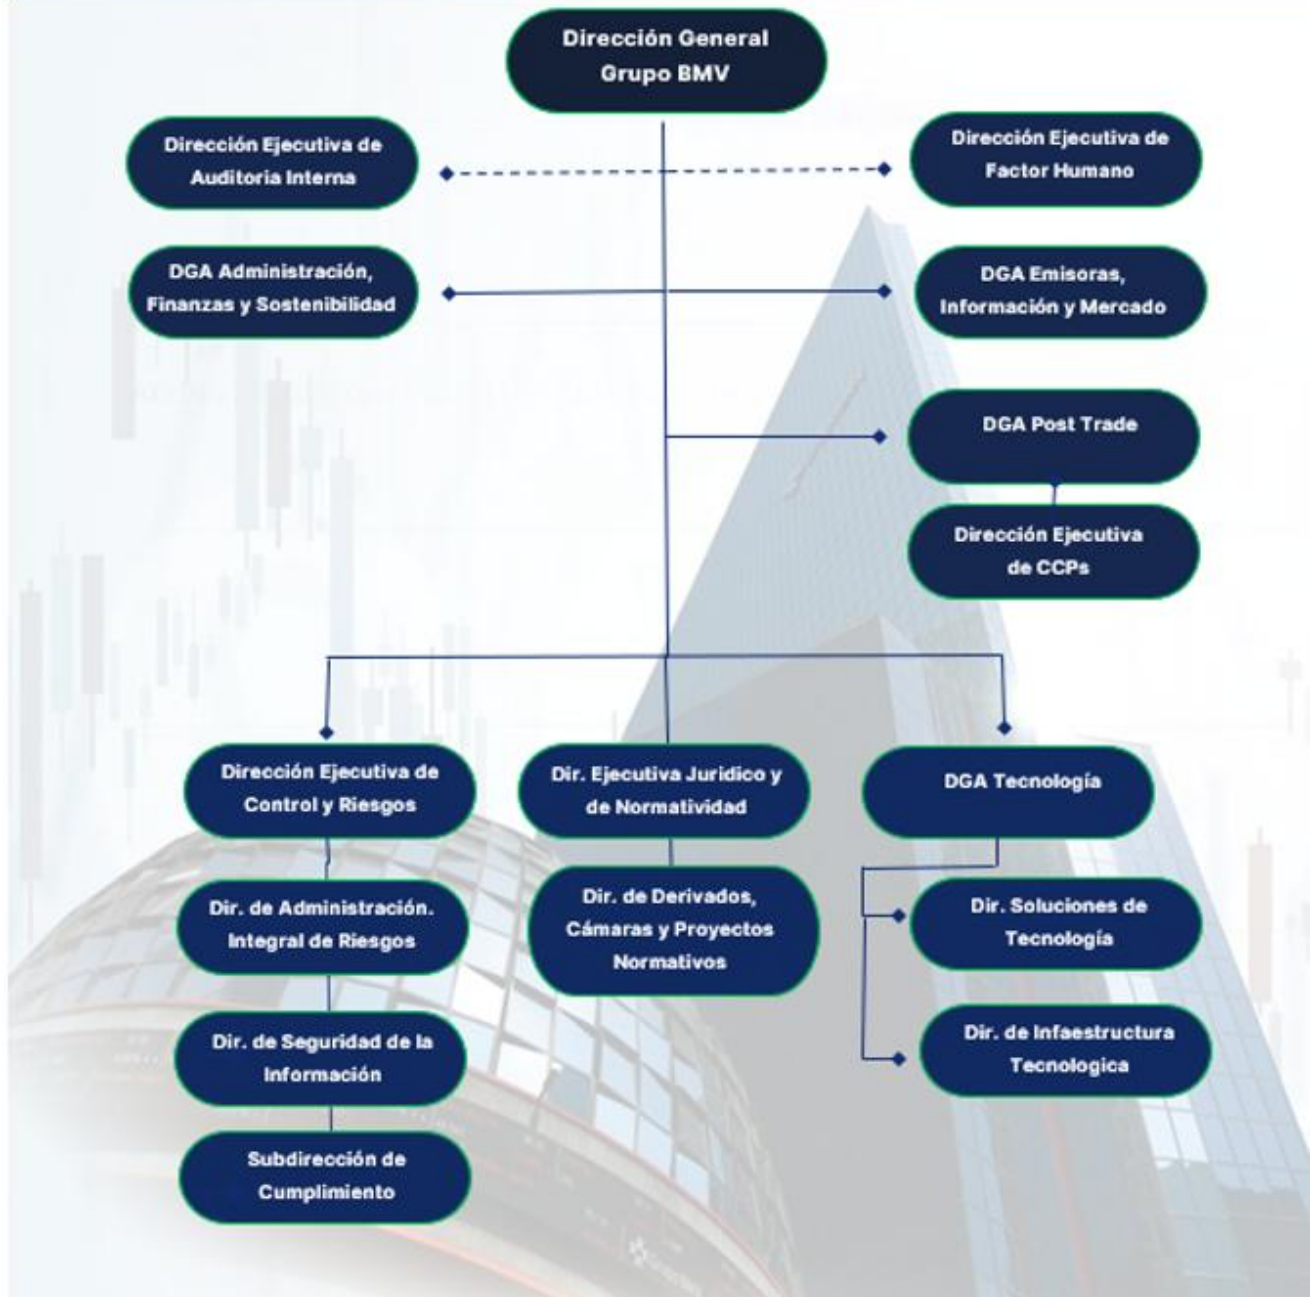 Dirección General
Grupo BMV
Dirección Ejecutiva de
Auditoria Interna
Dirección Ejecutiva de
Factor Humano
DGA Administración,
Finanzas y Sostenibilidad
DGA Emisoras,
Información y Mercado
DGA Post Trade
Dirección Ejecutiva
de CCPs
Dirección Ejecutiva de
Control y Riesgos
Dir. Ejecutiva Juridico y
de Normatividad
DGA Tecnología
Dir. de Administración.
Integral de Riesgos
Dir. de Derivados,
Cámaras y Proyectos
Normativos
Dir. Soluciones de
Tecnología
Dir. de Seguridad de la
Información
Dir. de Infaestructura
Tecnologica
Subdirección de
Cumplimiento